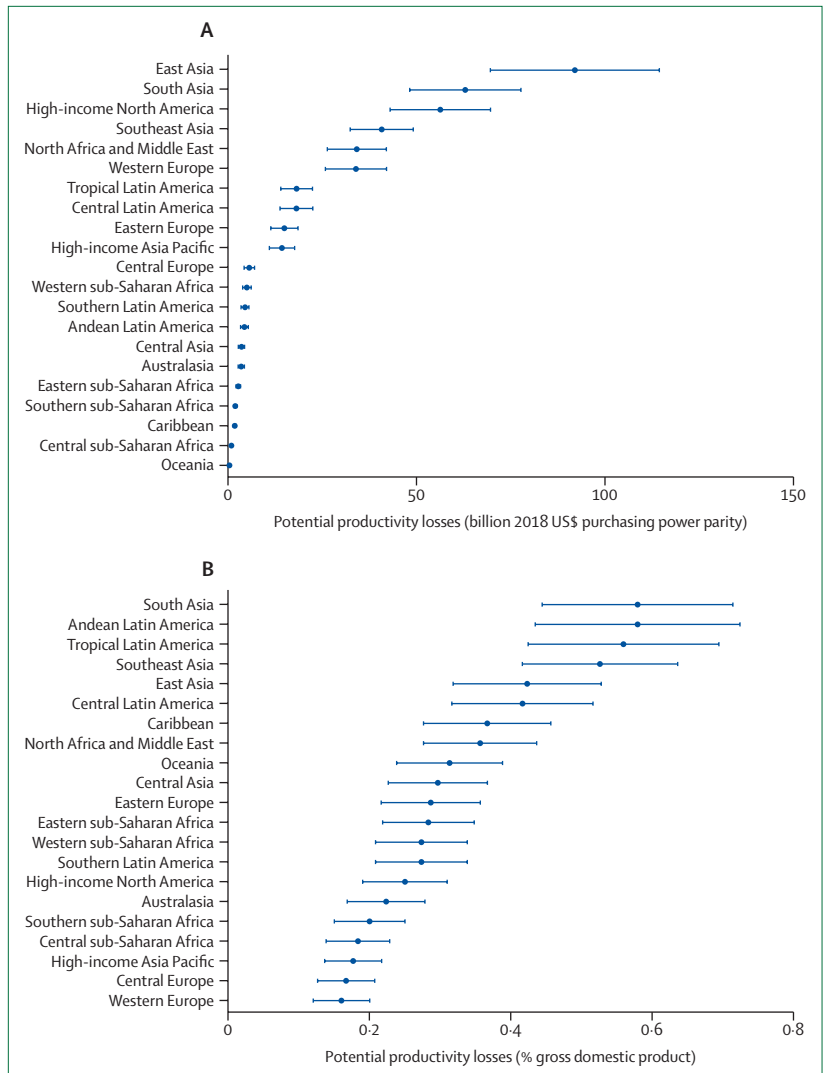 A
East Asia
South Asia
High-income North America
Southeast Asia
North Africa and Middle East
Western Europe
Tropical Latin America
Central Latin America
Eastern Europe
High-income Asia Pacific
Central Europe
Western sub-Saharan Africa
Southern Latin America
Andean Latin America
Central Asia
Australasia
Eastern sub-Saharan Africa
Southern sub-Saharan Africa
Caribbean
Central sub-Saharan Africa
Oceania
0 50 100 150
Potential productivity losses (billion 2018 US$ purchasing power parity)
B
South Asia
Andean Latin America
Tropical Latin America
Southeast Asia
East Asia
Central Latin America
Caribbean
North Africa and Middle East
Oceania
Central Asia
Eastern Europe
Eastern sub-Saharan Africa
Western sub-Saharan Africa
Southern Latin America
High-income North America
Australasia
Southern sub-Saharan Africa
Central sub-Saharan Africa
High-income Asia Pacific
Central Europe
Western Europe
0 0·2 0·4 0·6 0·8
Potential productivity losses (% gross domestic product)